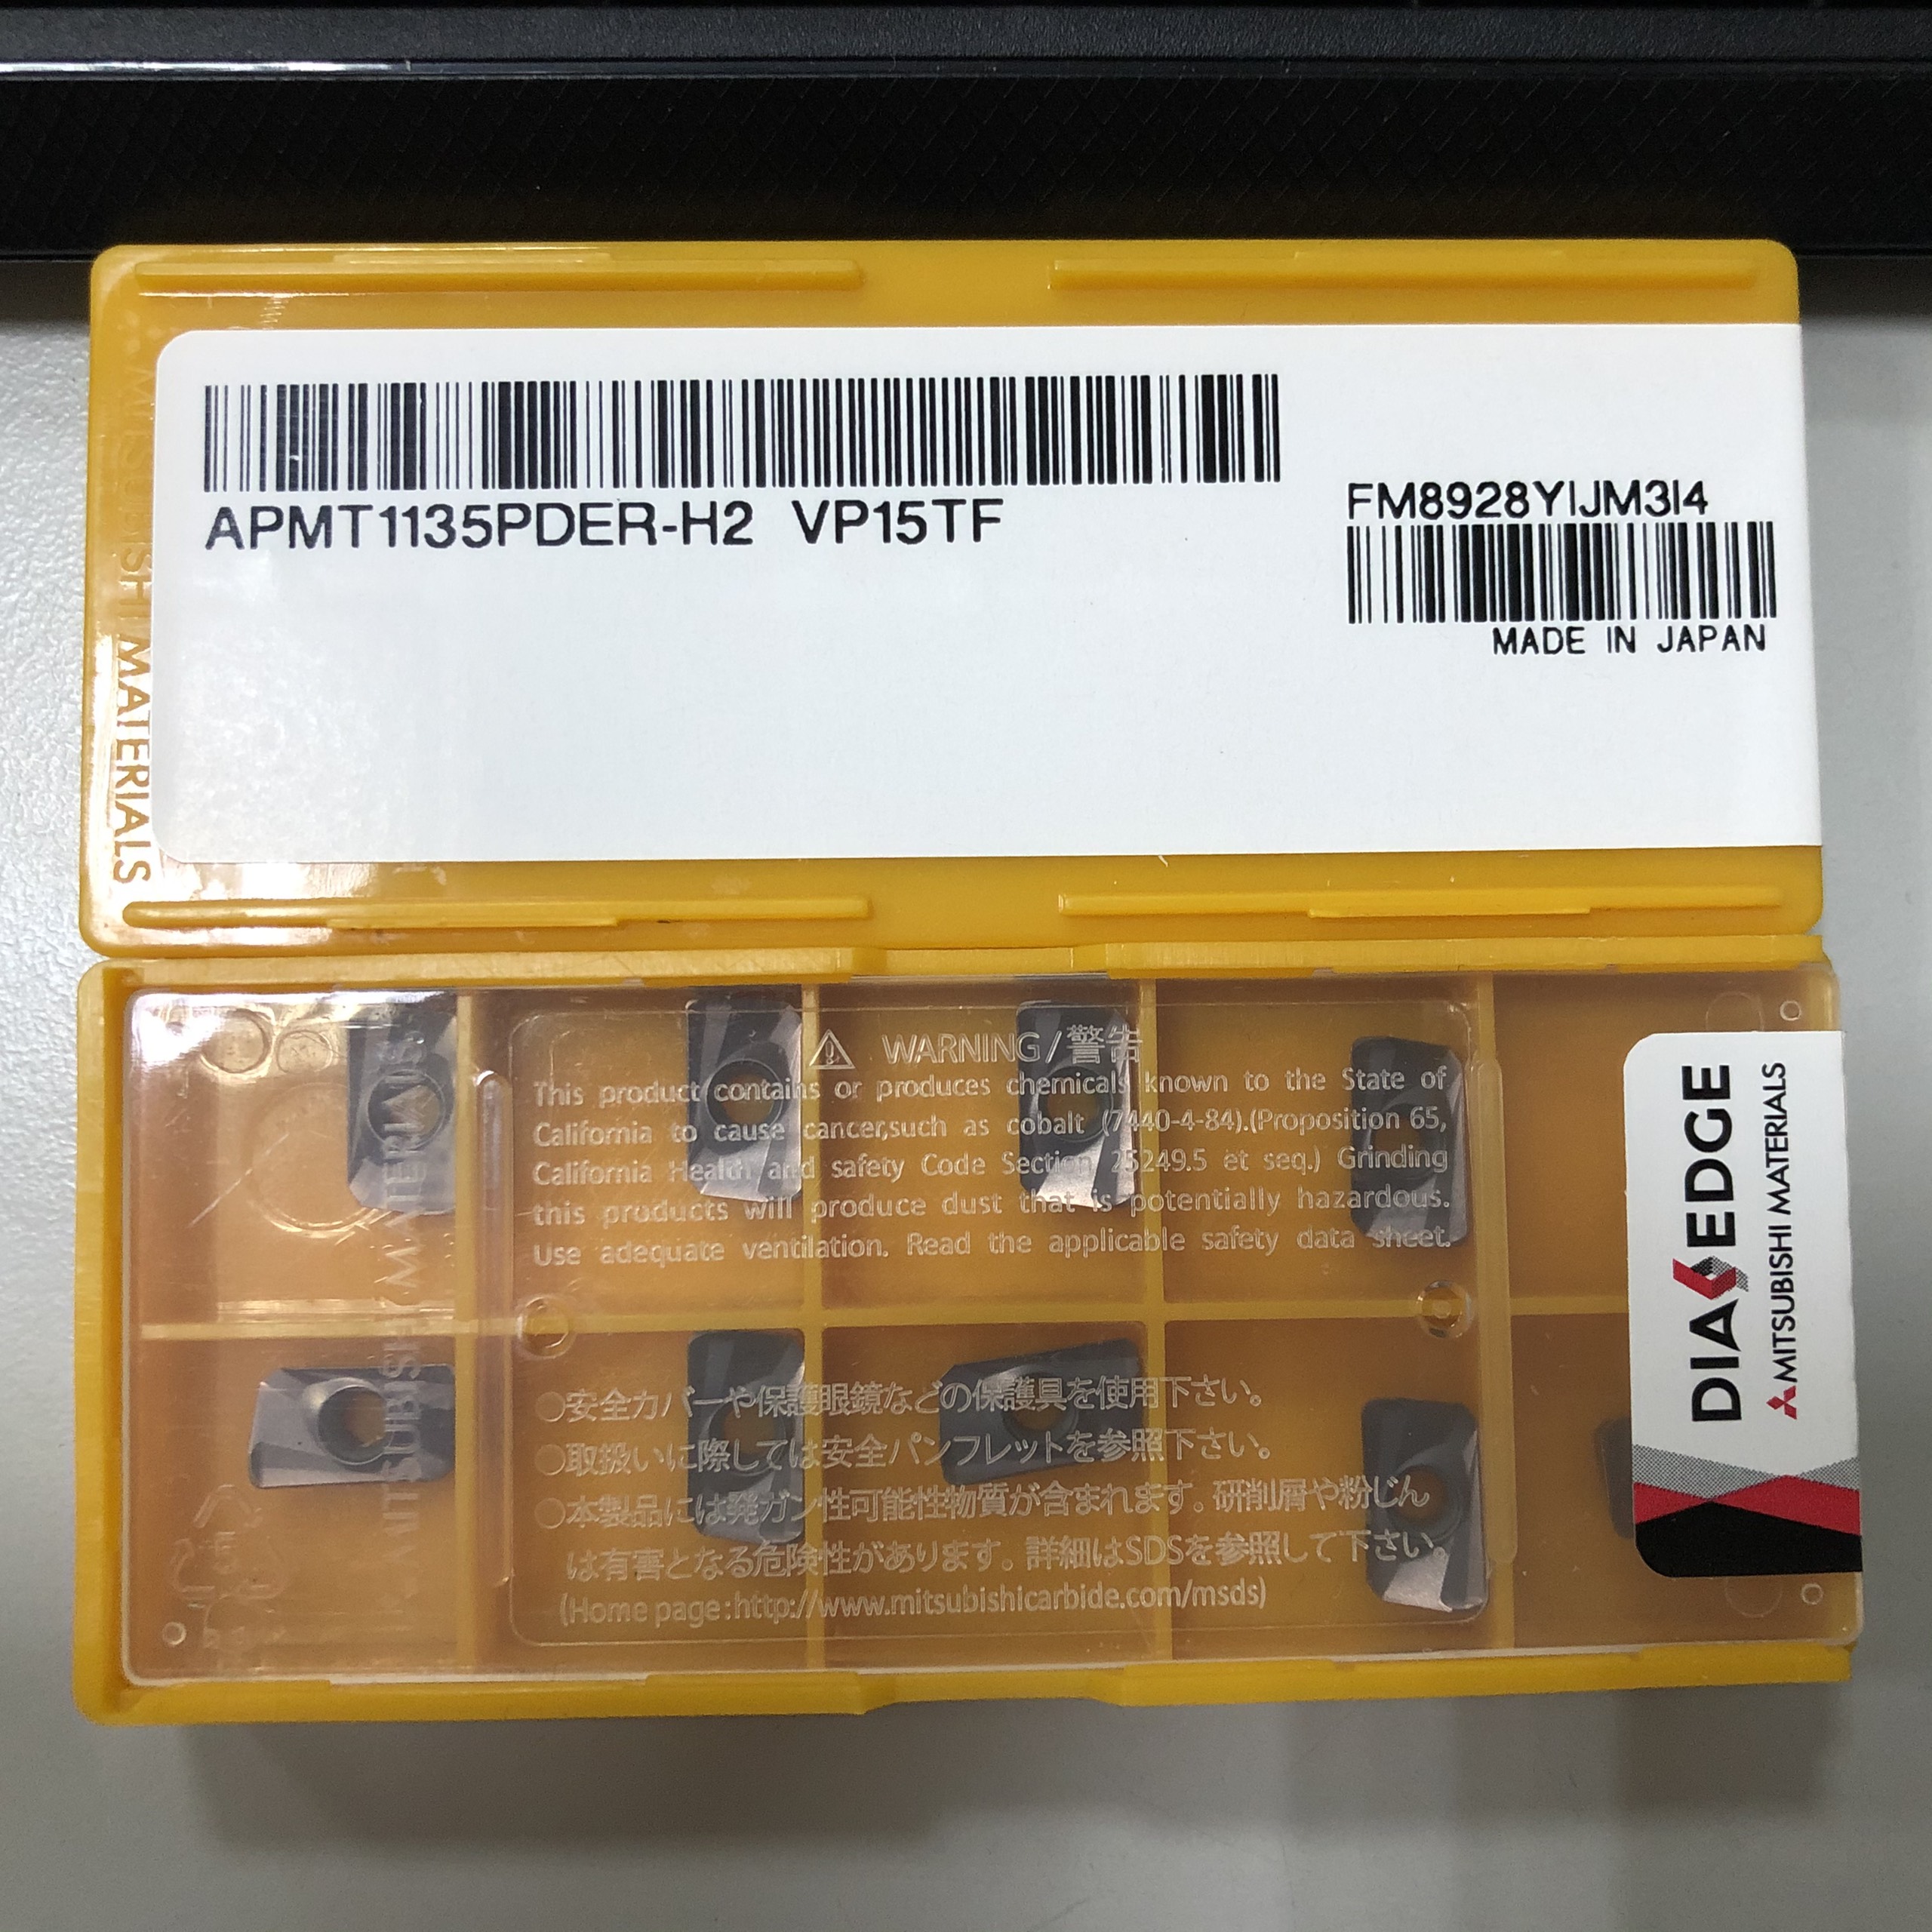 APMT1135PDER-H2 VP15TF
FM8928YIJM3I4
MADE IN JAPAN
MITSUBISHI MATERIALS
WARNING/警告
This product contains or produces chemicals known to the State of
California to cause cancer,such as cobalt (7440-4-84).(Proposition 65,
California Health and safety Code Section 25249.5 et seq.) Grinding
this products will produce dust that is potentially hazardous.
Use adequate ventilation. Read the applicable safety data sheet.
●安全カバーや保護眼鏡などの保護具を使用下さい。
●取扱いに際しては安全パンフレットを参照下さい。
●本製品には発ガン性可能性物質が含まれます。研削屑や粉じん
は有害となる危険性があります。詳細はSDSを参照して下さい。
(Home page:http://www.mitsubishicarbide.com/msds)
MITSUBISHI MATERIALS
DIAEDGE
MITSUBISHI MATERIALS